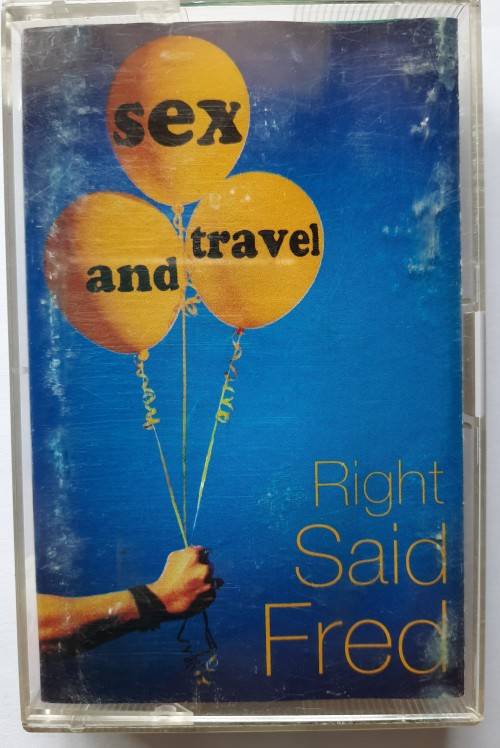 sex
and travel
Right
Said
Fred